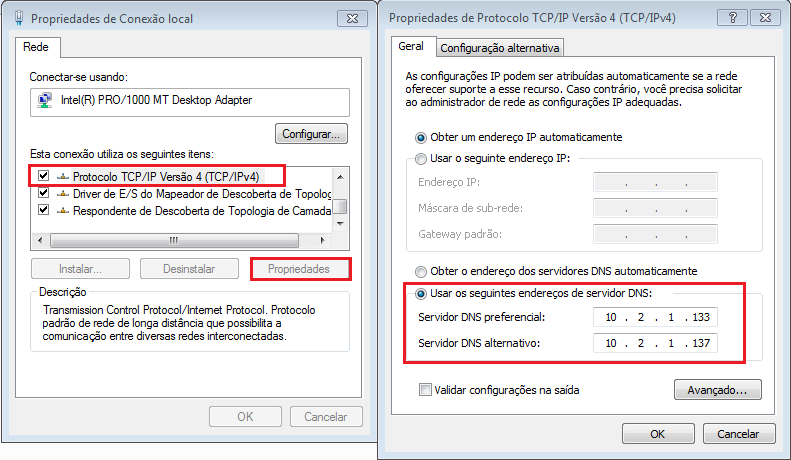 Propriedades de Conexão local
Rede
Conectar-se usando:
Intel(R) PRO/1000 MT Desktop Adapter
Configurar...
Esta conexão utiliza os seguintes itens:
Protocolo TCP/IP Versão 4 (TCP/IPv4)
Driver de E/S do Mapeador de Descoberta de Topolog
Respondente de Descoberta de Topologia de Camada
Instalar...
Desinstalar
Propriedades
Descrição
Transmission Control Protocol/Internet Protocol. Protocolo
padrão de rede de longa distância que possibilita a
comunicação entre diversas redes interconectadas.
OK
Cancelar
Propriedades de Protocolo TCP/IP Versão 4 (TCP/IPv4)
Geral
Configuração alternativa
As configurações IP podem ser atribuídas automaticamente se a rede
oferecer suporte a esse recurso. Caso contrário, você precisa solicitar
ao administrador de rede as configurações IP adequadas.
Obter um endereço IP automaticamente
Usar o seguinte endereço IP:
Endereço IP:
Máscara de sub-rede:
Gateway padrão:
Obter o endereço dos servidores DNS automaticamente
Usar os seguintes endereços de servidor DNS:
Servidor DNS preferencial: 10 . 2 . 1 . 133
Servidor DNS alternativo: 10 . 2 . 1 . 137
Validar configurações na saída
Avançado...
OK
Cancelar